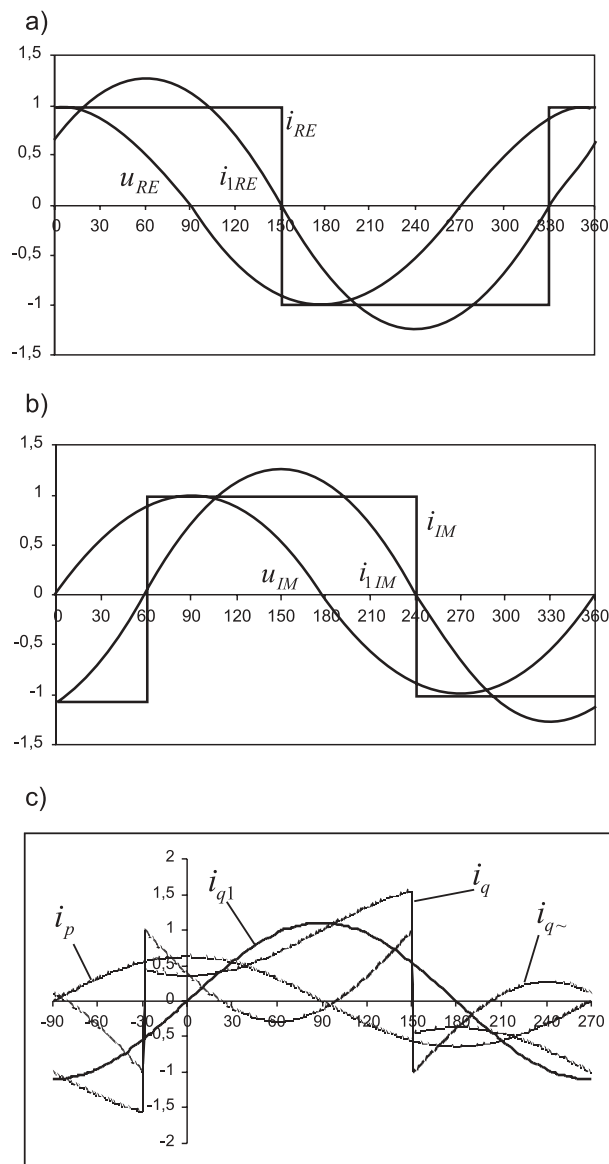 a)
1,5
1
0,5
0
-0,5
-1
-1,5
i_RE
u_RE
i_1RE
0 30 60 90 120 150 180 210 240 270 300 330 360
b)
1,5
1
0,5
0
-0,5
-1
-1,5
i_IM
u_IM
i_1IM
0 30 60 90 120 150 180 210 240 270 300 330 360
c)
2
1,5
1
0,5
0
-0,5
-1
-1,5
-2
i_p
i_q1
i_q
i_q~
-90 -60 -30 0 30 60 90 120 150 180 210 240 270